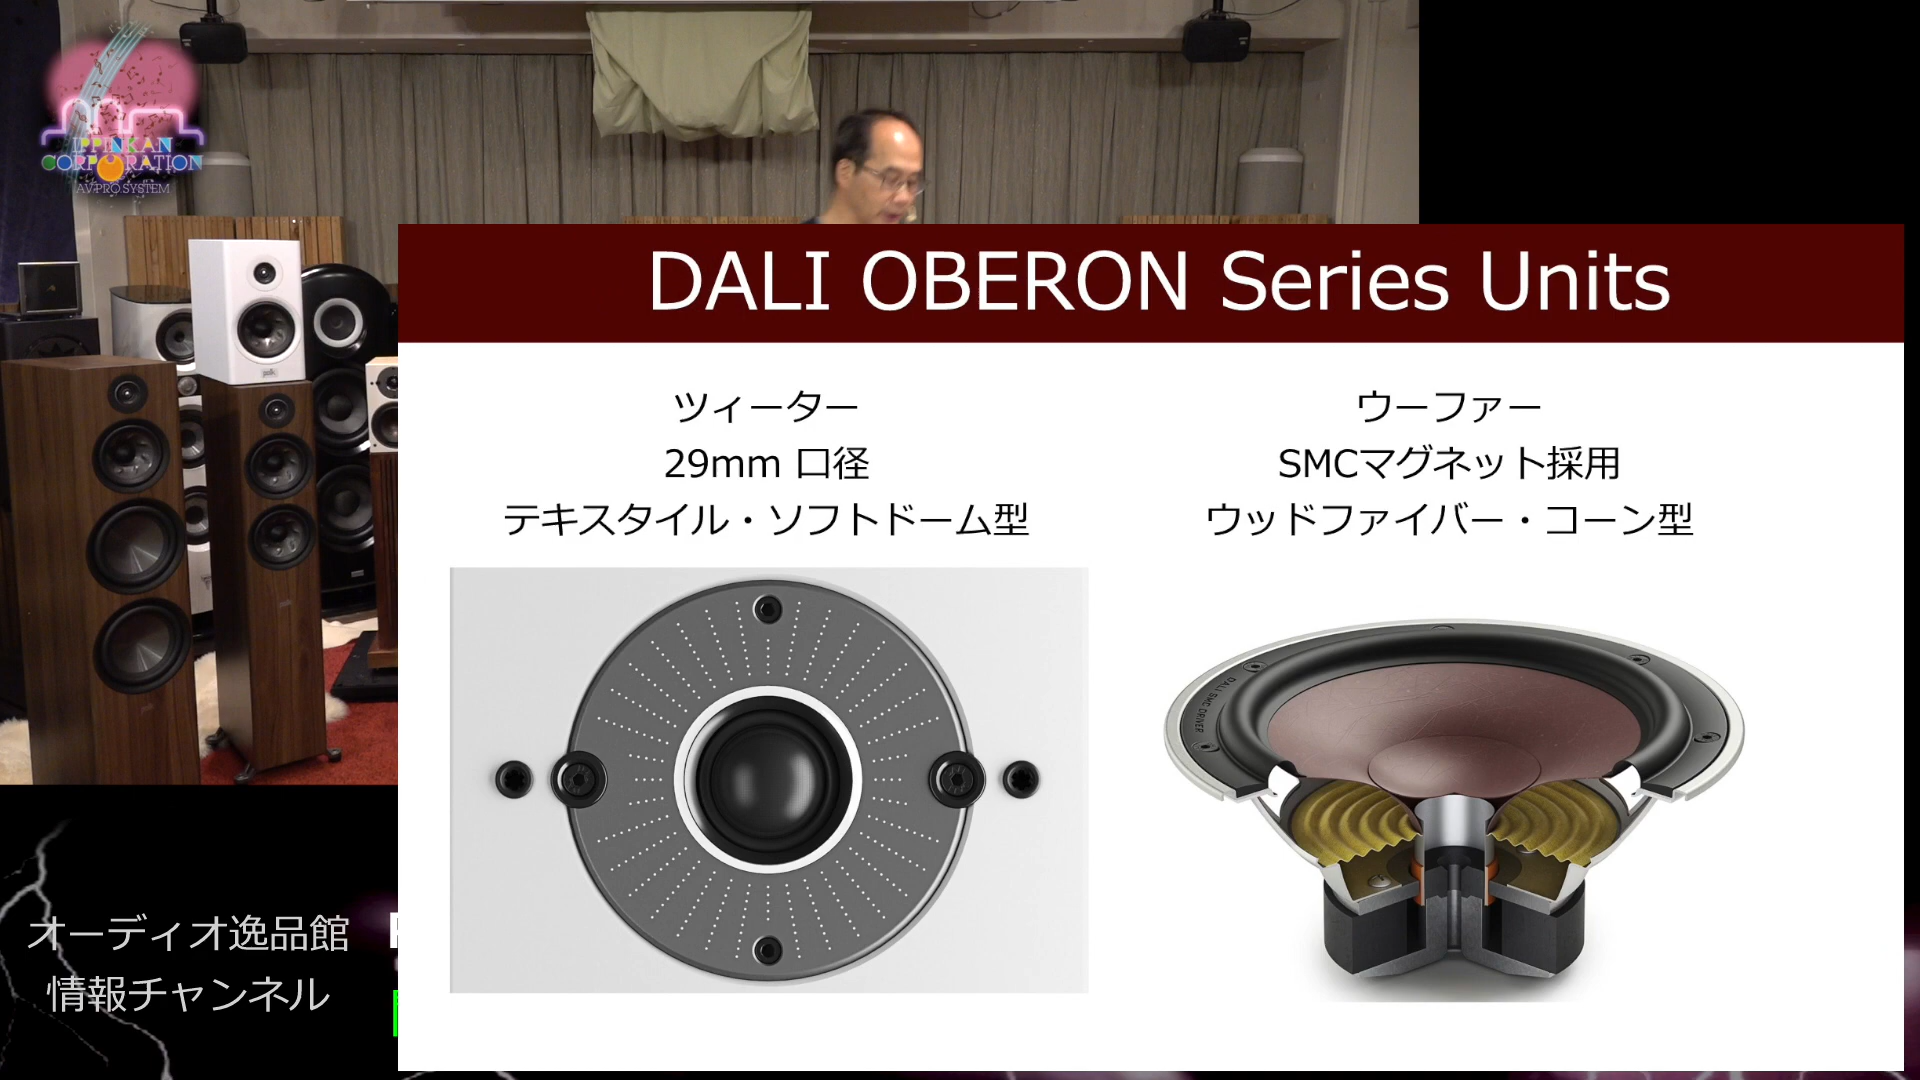 IPPINKAN
CORPORATION
AV-PRO.SYSTEM
polk
DALI OBERON Series Units
ツィーター
29mm 口径
テキスタイル・ソフトドーム型
ウーファー
SMCマグネット採用
ウッドファイバー・コーン型
DALI SMC DRIVER
オーディオ逸品館
情報チャンネル